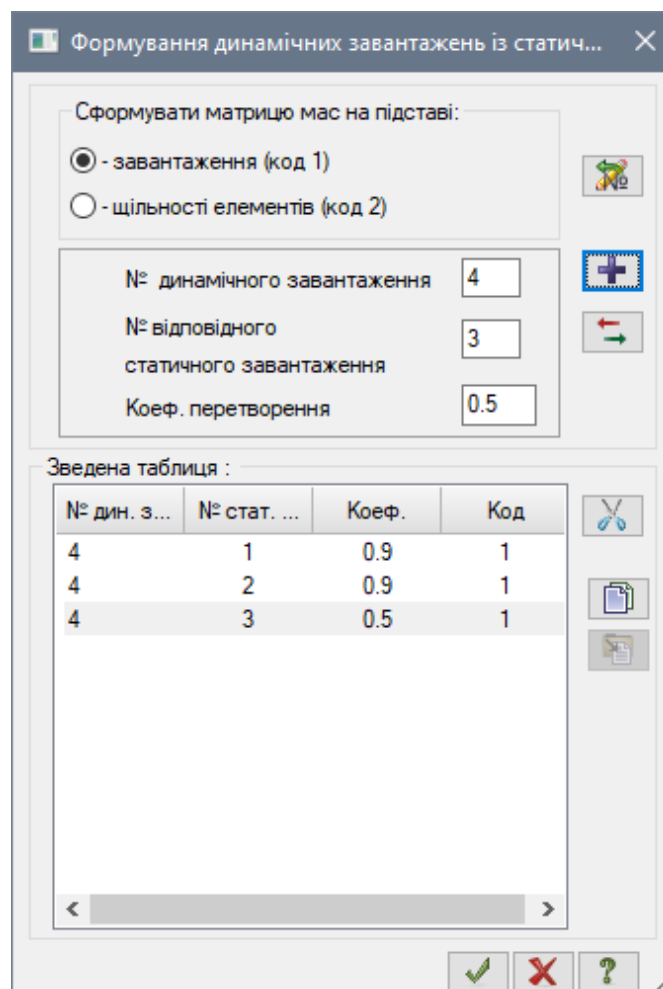 Формування динамічних завантажень із статич...
Сформувати матрицю мас на підставі:
- завантаження (код 1)
- щільності елементів (код 2)
№ динамічного завантаження 4
№ відповідного
статичного завантаження 3
Коеф. перетворення 0.5
Зведена таблиця :
№ дин. з... № стат. ... Коеф. Код
4 1 0.9 1
4 2 0.9 1
4 3 0.5 1